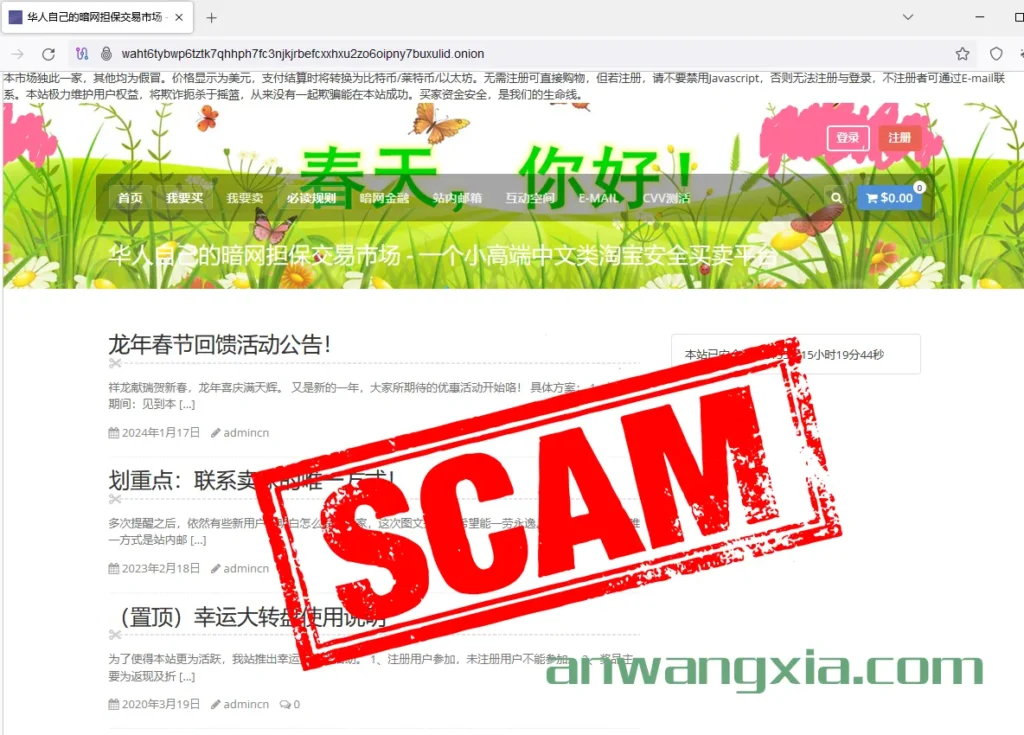 华人自己的暗网担保交易市场 -
waht6tybwp6tztk7qhhph7fc3njkjrbefcxxhxu2zo6oipny7buxulid.onion
本市场独此一家，其他均为假冒。价格显示为美元，支付结算时将转换为比特币/莱特币/以太坊。无需注册可直接购物，但若注册，请不要禁用Javascript，否则无法注册与登录，不注册者可通过E-mail联
系。本站极力维护用户权益，将欺诈扼杀于摇篮，从来没有一起欺骗能在本站成功。买家资金安全，是我们的生命线。
登录 注册
春天，你好！
首页 我要买 我要卖 必读规则 暗网金融 站内邮箱 互动空间 E-MAIL CVV测活 $0.00 0
华人自己的暗网担保交易市场 - 一个小高端中文类淘宝安全买卖平台
龙年春节回馈活动公告！
本站已安 15小时19分44秒
祥龙献瑞贺新春，龙年喜庆满天辉。 又是新的一年，大家所期待的优惠活动开始咯！ 具体方案：
期间：见到本 [...]
2024年1月17日 admincn
划重点：联系卖家的唯一方式！
多次提醒之后，依然有些新用户 白怎么 家，这次图文 希望能一劳永逸 唯
一方式是站内邮 [...]
2023年2月18日 admincn
（置顶）幸运大转盘使用说明
为了使得本站更为活跃，我站推出幸运 动。 1、注册用户参加，未注册用户不能参加。 2、奖品主
要为返现及折 [...]
2020年3月19日 admincn 0
SCAM
anwangxia.com